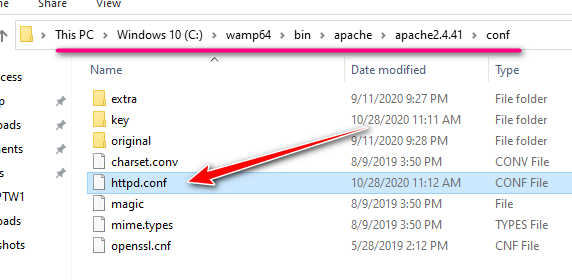 This PC > Windows 10 (C:) > wamp64 > bin > apache > apache2.4.41 > conf
Name Date modified Type
cess extra 9/11/2020 9:27 PM File folder
p key 10/28/2020 11:11 AM File folder
oads original 9/11/2020 9:28 PM File folder
ments charset.conv 8/9/2019 3:50 PM CONV File
s httpd.conf 10/28/2020 11:12 AM CONF File
PTW1 magic 8/9/2019 3:50 PM File
oads mime.types 8/9/2019 3:50 PM TYPES File
shots openssl.cnf 5/28/2019 2:12 PM CNF File